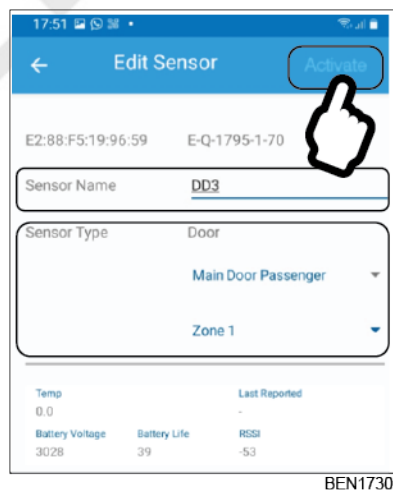 17:51
Edit Sensor Activate
E2:88:F5:19:96:59 E-Q-1795-1-70
Sensor Name DD3
Sensor Type Door
Main Door Passenger
Zone 1
Temp Last Reported
0.0 -
Battery Voltage Battery Life RSSI
3028 39 -53
BEN1730